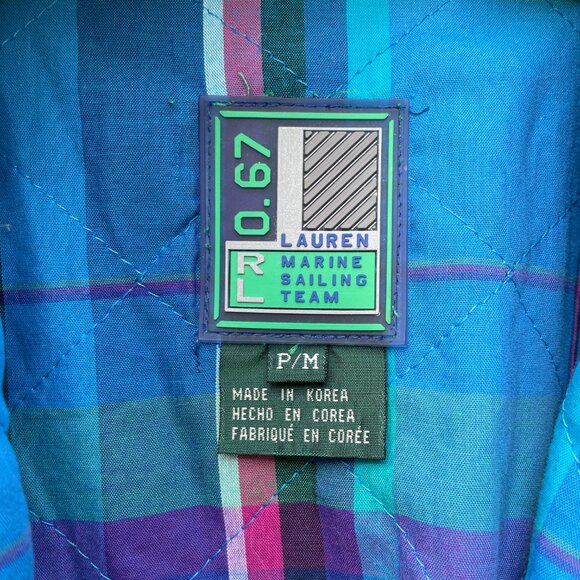 0.67
LAUREN
RL
MARINE
SAILING
TEAM
P/M
MADE IN KOREA
HECHO EN COREA
FABRIQUÉ EN CORÉE